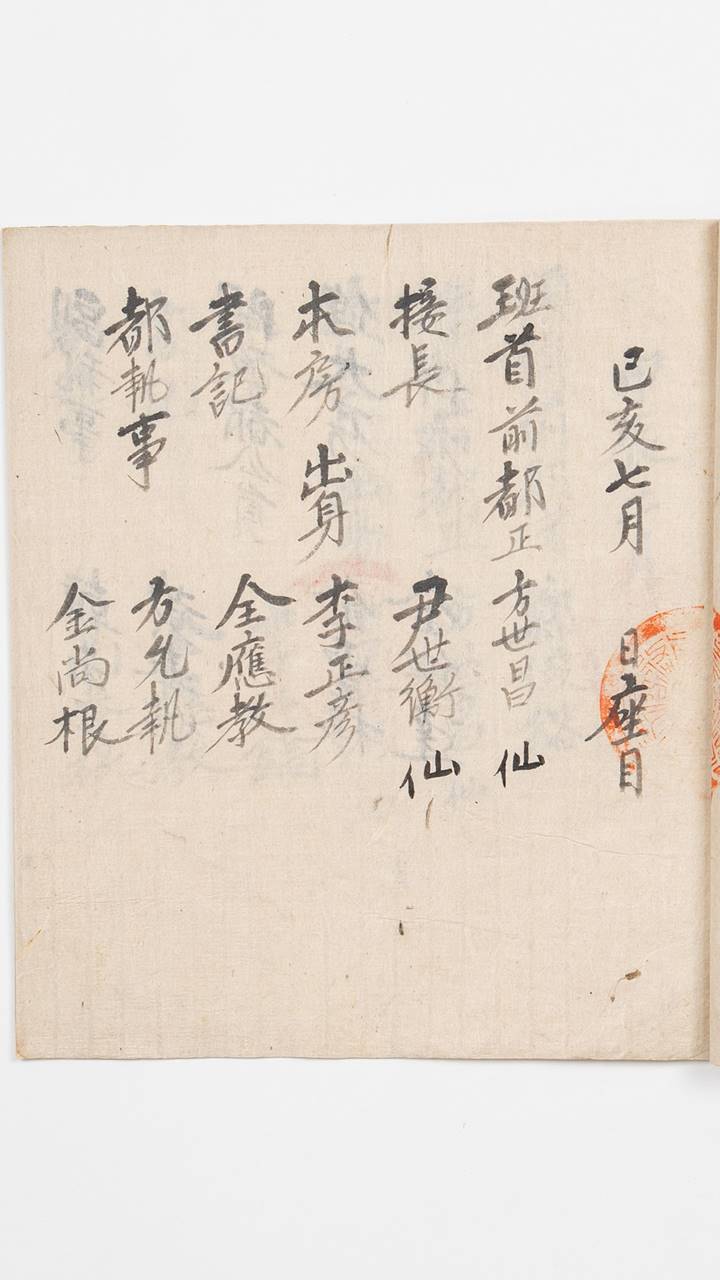 己亥七月 日座目
班首前都正方世昌 仙
接長 尹世衡 仙
本房 出身 李正彦
書記 全應教
都執事 方允執
金尚根